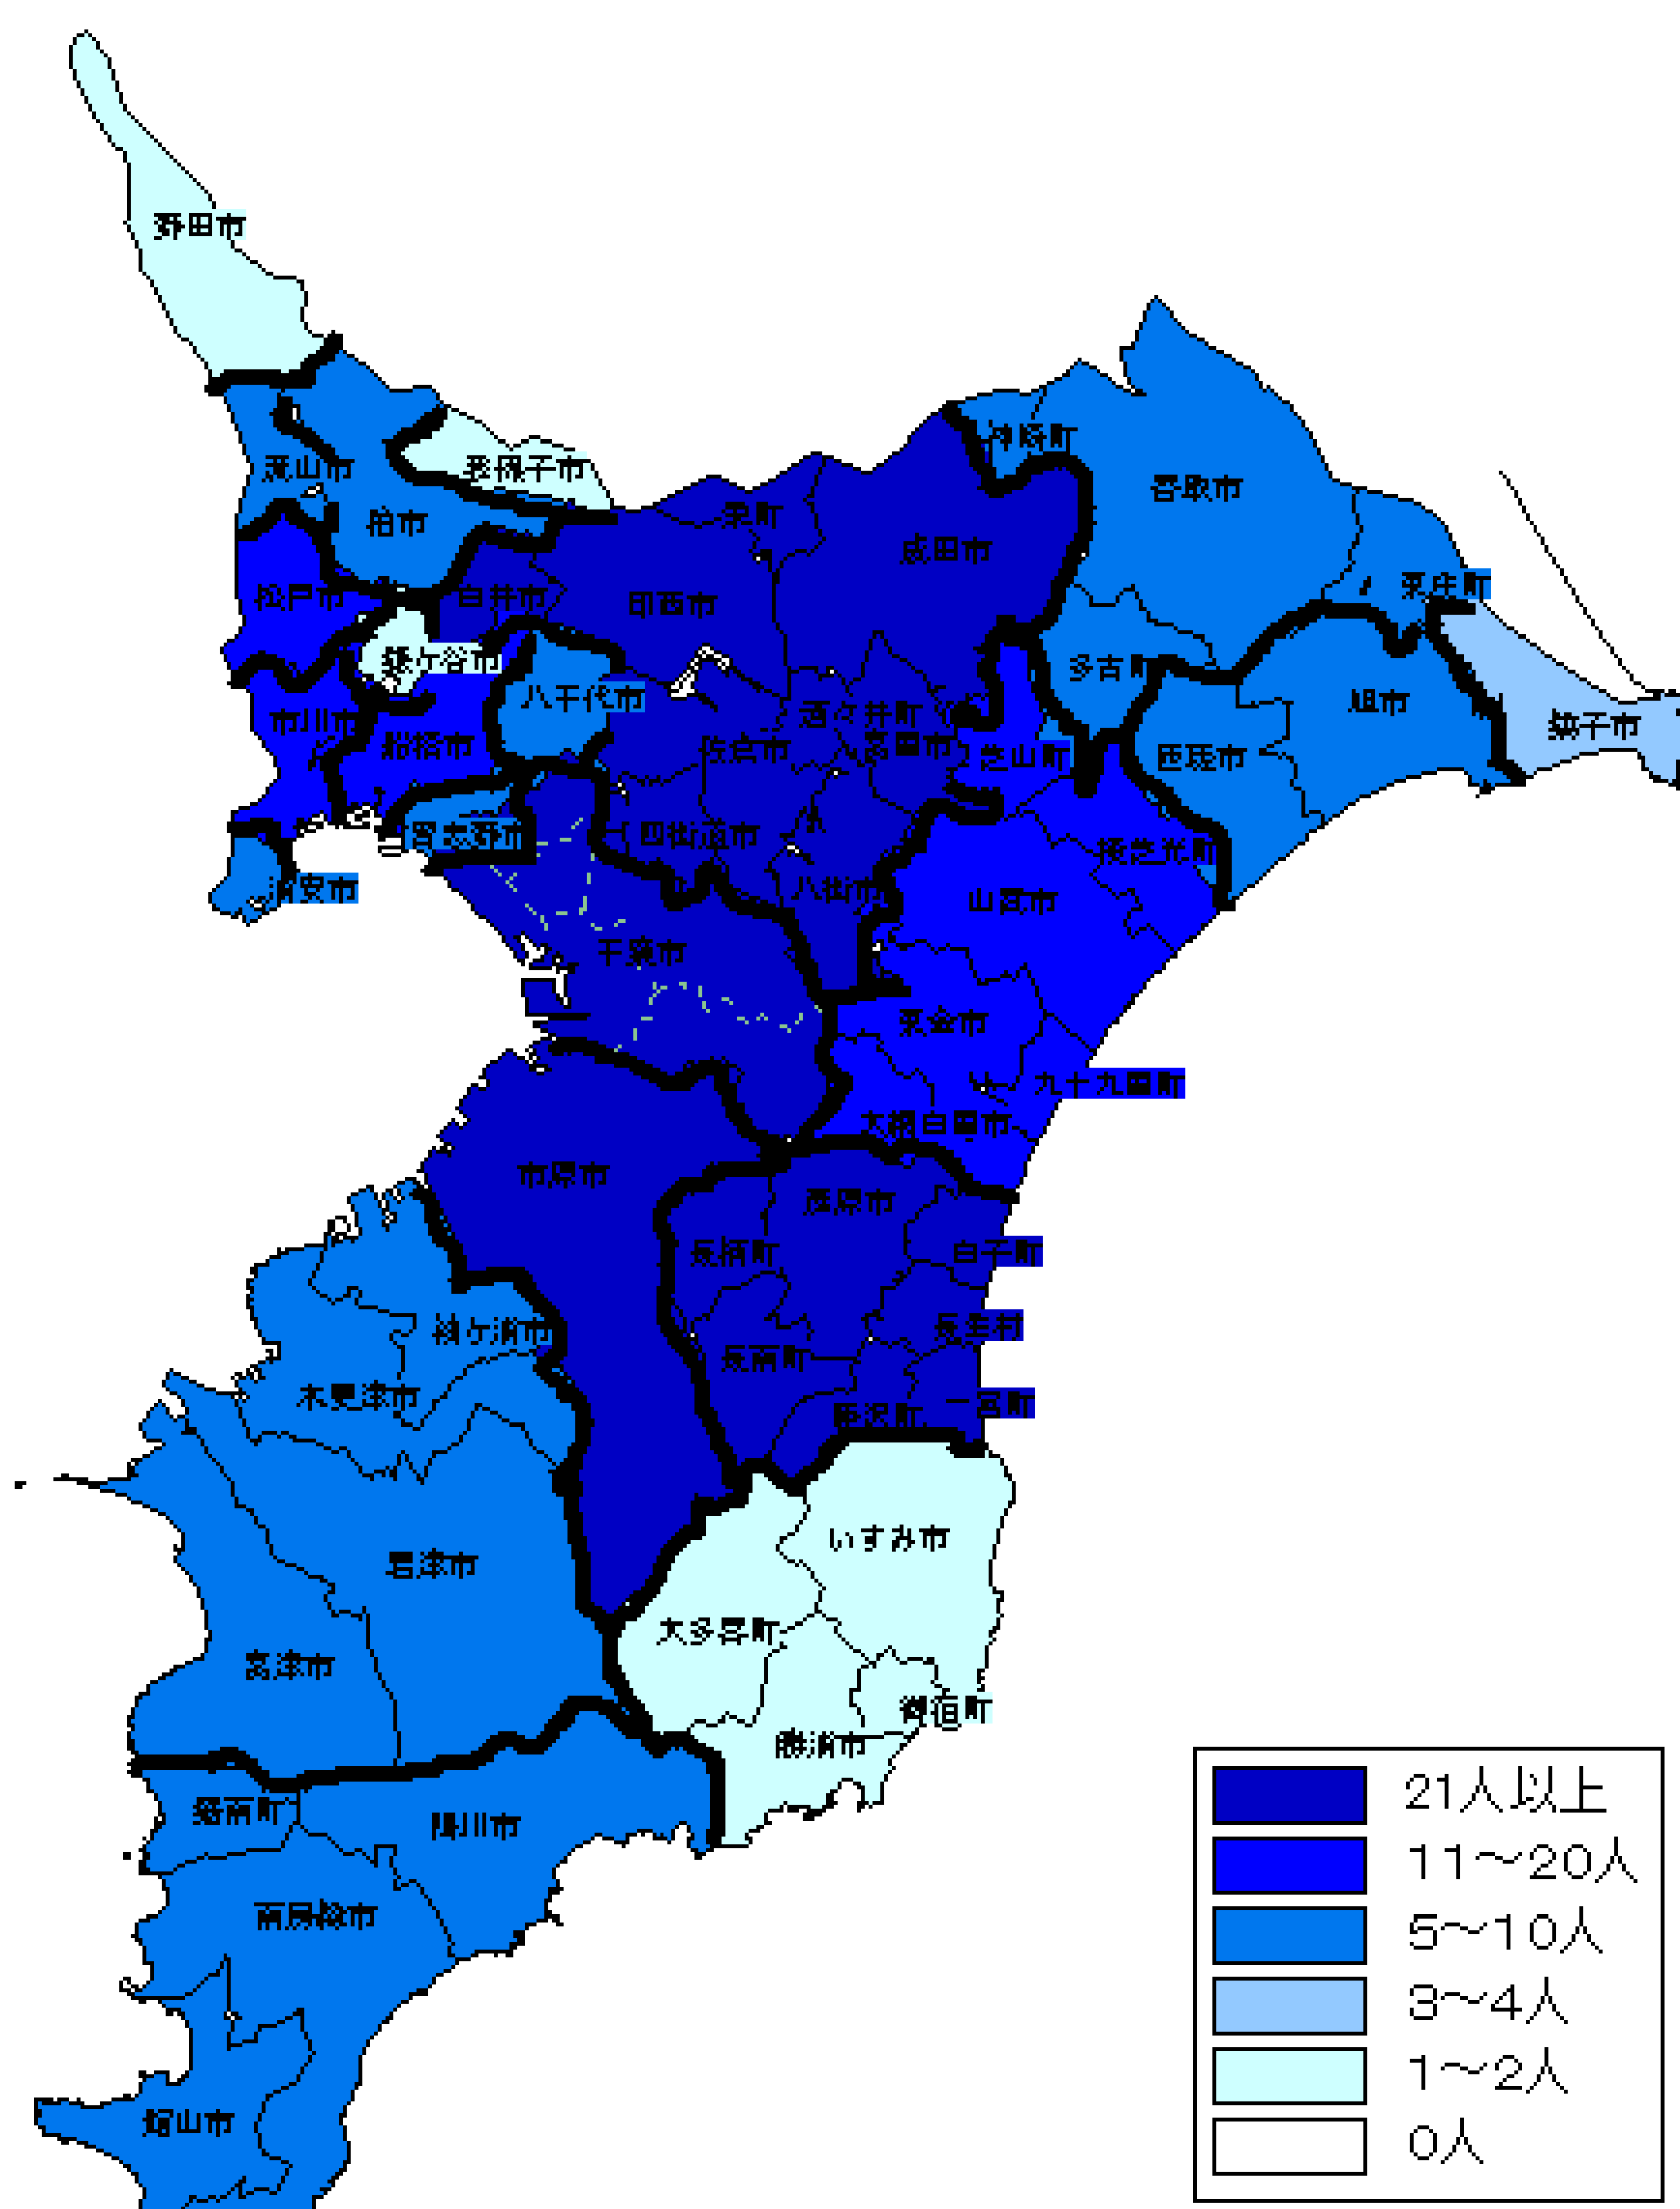 野田市
流山市
我孫子市
柏市
神崎町
香取市
栄町
成田市
松戸市
白井市
印西市
東庄町
鎌ケ谷市
八千代市
多古町
旭市
銚子市
市川市
船橋市
佐倉市
酒々井町
富里市
芝山町
匝瑳市
習志野市
四街道市
横芝光町
浦安市
八街市
山武市
千葉市
東金市
九十九里町
大網白里市
市原市
茂原市
長柄町
白子町
袖ケ浦市
長生村
長南町
木更津市
睦沢町
一宮町
いすみ市
君津市
大多喜町
富津市
御宿町
勝浦市
鋸南町
鴨川市
南房総市
館山市
21人以上
11～20人
5～10人
3～4人
1～2人
0人